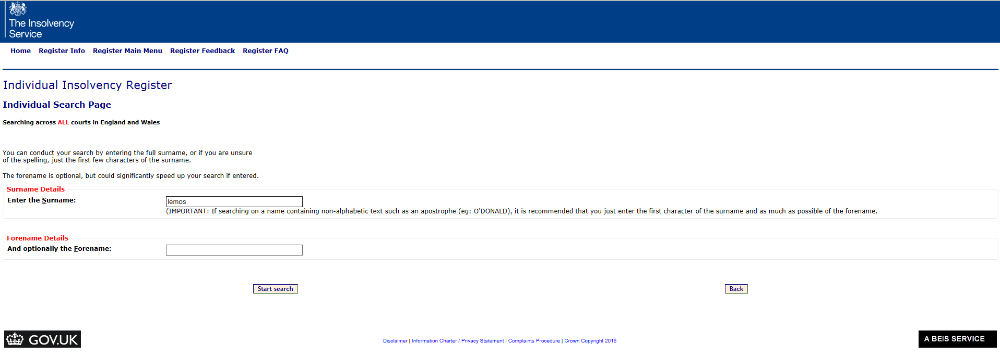 The Insolvency
Service
Home Register Info Register Main Menu Register Feedback Register FAQ
Individual Insolvency Register
Individual Search Page
Searching across ALL courts in England and Wales
You can conduct your search by entering the full surname, or if you are unsure
of the spelling, just the first few characters of the surname.
The forename is optional, but could significantly speed up your search if entered.
Surname Details
Enter the Surname: lemos
(IMPORTANT: If searching on a name containing non-alphabetic text such as an apostrophe (eg: O'DONALD), it is recommended that you just enter the first character of the surname and as much as possible of the forename.
Forename Details
And optionally the Forename:
Start search Back
GOV.UK Disclaimer | Information Charter / Privacy Statement | Complaints Procedure | Crown Copyright 2018 A BEIS SERVICE